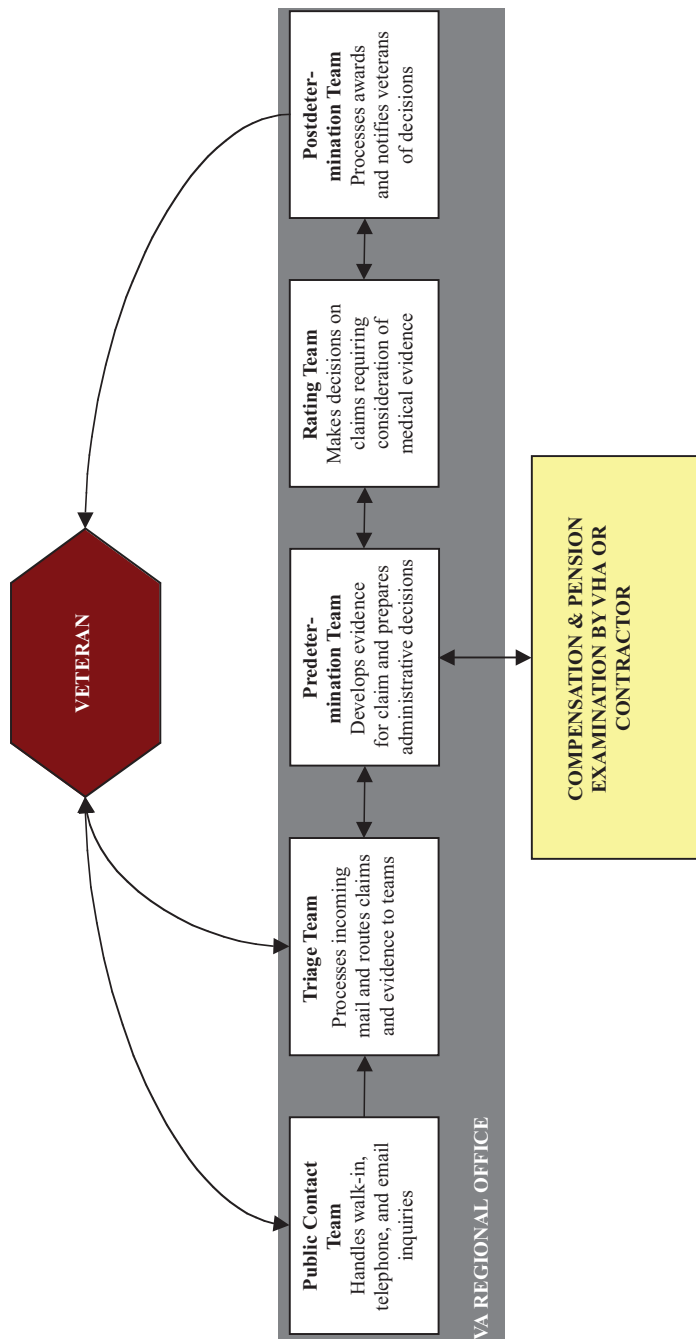 VETERAN
Public Contact
Team
Handles walk-in,
telephone, and email
inquiries
Triage Team
Processes incoming
mail and routes claims
and evidence to teams
Predeter-
mination Team
Develops evidence
for claim and prepares
administrative decisions
Rating Team
Makes decisions on
claims requiring
consideration of
medical evidence
Postdeter-
mination Team
Processes awards
and notifies veterans
of decisions
VA REGIONAL OFFICE
COMPENSATION & PENSION
EXAMINATION BY VHA OR
CONTRACTOR